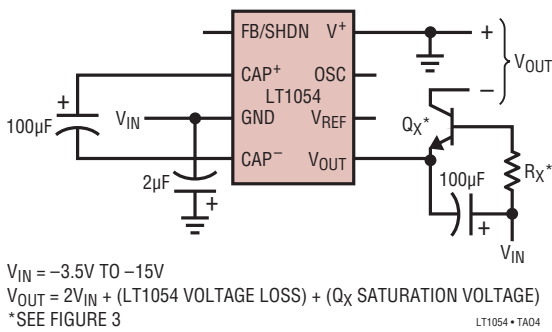 FB/SHDN V+
+
CAP+ OSC
VOUT
LT1054
−
+
100µF
VIN
GND VREF
QX*
CAP− VOUT
RX*
2µF
+
100µF
+
VIN
VIN = –3.5V TO –15V
VOUT = 2VIN + (LT1054 VOLTAGE LOSS) + (QX SATURATION VOLTAGE)
*SEE FIGURE 3
LT1054 • TA04